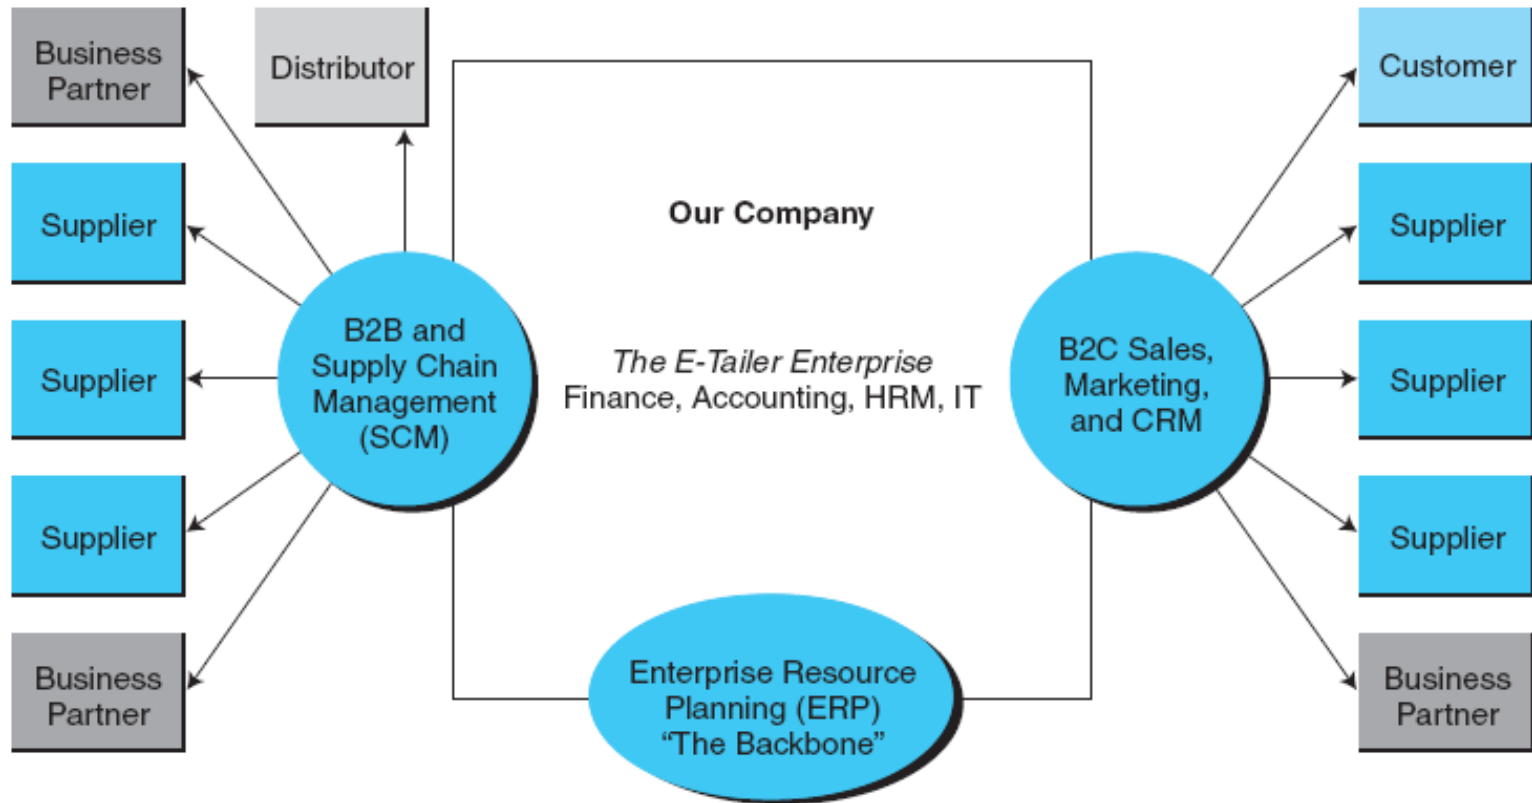 Business
Partner
Distributor
Customer
Supplier
Our Company
Supplier
B2B and
Supply Chain
Management
(SCM)
Supplier
The E-Tailer Enterprise
Finance, Accounting, HRM, IT
B2C Sales,
Marketing,
and CRM
Supplier
Supplier
Supplier
Business
Partner
Enterprise Resource
Planning (ERP)
“The Backbone”
Business
Partner